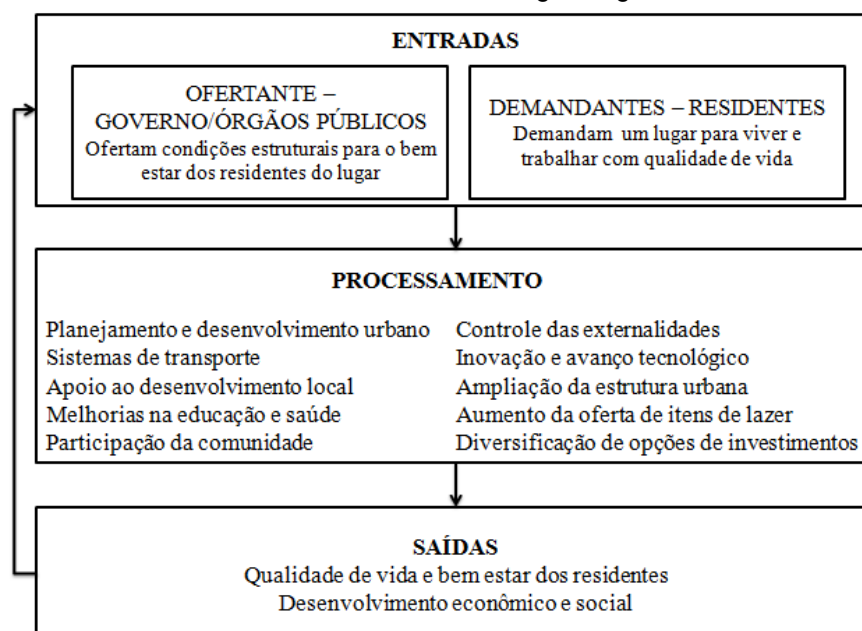 ENTRADAS
OFERTANTE –
GOVERNO/ÓRGÃOS PÚBLICOS
Ofertam condições estruturais para o bem
estar dos residentes do lugar
DEMANDANTES – RESIDENTES
Demandam um lugar para viver e
trabalhar com qualidade de vida
PROCESSAMENTO
Planejamento e desenvolvimento urbano
Sistemas de transporte
Apoio ao desenvolvimento local
Melhorias na educação e saúde
Participação da comunidade
Controle das externalidades
Inovação e avanço tecnológico
Ampliação da estrutura urbana
Aumento da oferta de itens de lazer
Diversificação de opções de investimentos
SAÍDAS
Qualidade de vida e bem estar dos residentes
Desenvolvimento econômico e social